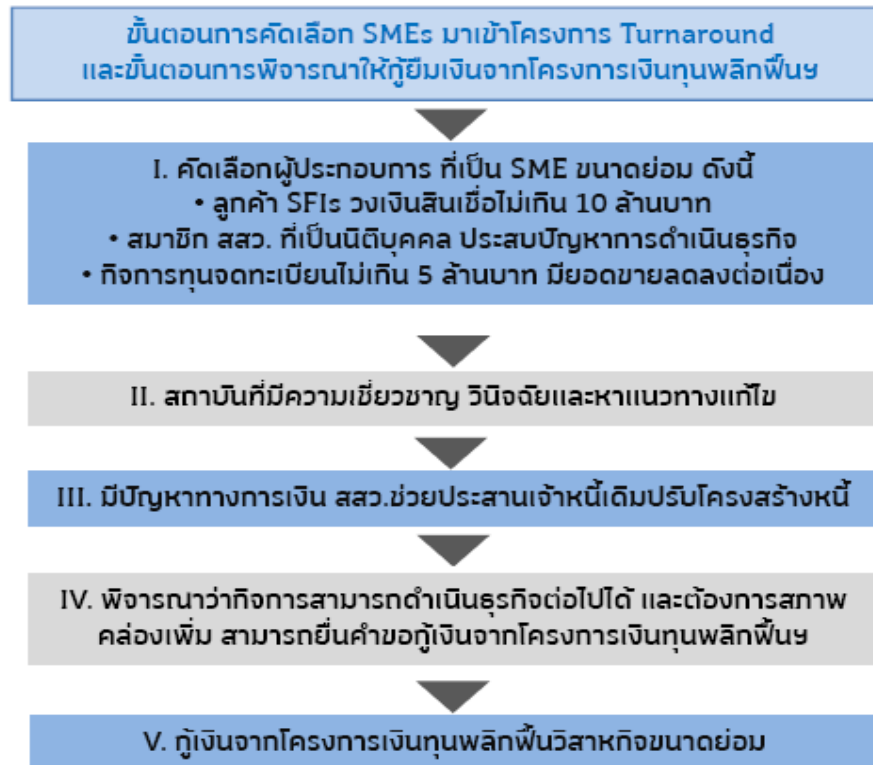 ขั้นตอนการคัดเลือก SMEs มาเข้าโครงการ Turnaround
และขั้นตอนการพิจารณาให้กู้ยืมเงินจากโครงการเงินทุนพลิกฟื้นฯ
I. คัดเลือกผู้ประกอบการ ที่เป็น SME ขนาดย่อม ดังนี้
• ลูกค้า SFIs วงเงินสินเชื่อไม่เกิน 10 ล้านบาท
• สมาชิก สสว. ที่เป็นนิติบุคคล ประสบปัญหาการดำเนินธุรกิจ
• กิจการทุนจดทะเบียนไม่เกิน 5 ล้านบาท มียอดขายลดลงต่อเนื่อง
II. สถาบันที่มีความเชี่ยวชาญ วินิจฉัยและหาแนวทางแก้ไข
III. มีปัญหาทางการเงิน สสว.ช่วยประสานเจ้าหนี้เดิมปรับโครงสร้างหนี้
IV. พิจารณาว่ากิจการสามารถดำเนินธุรกิจต่อไปได้ และต้องการสภาพ
คล่องเพิ่ม สามารถยื่นคำขอกู้เงินจากโครงการเงินทุนพลิกฟื้นฯ
V. กู้เงินจากโครงการเงินทุนพลิกฟื้นวิสาหกิจขนาดย่อม